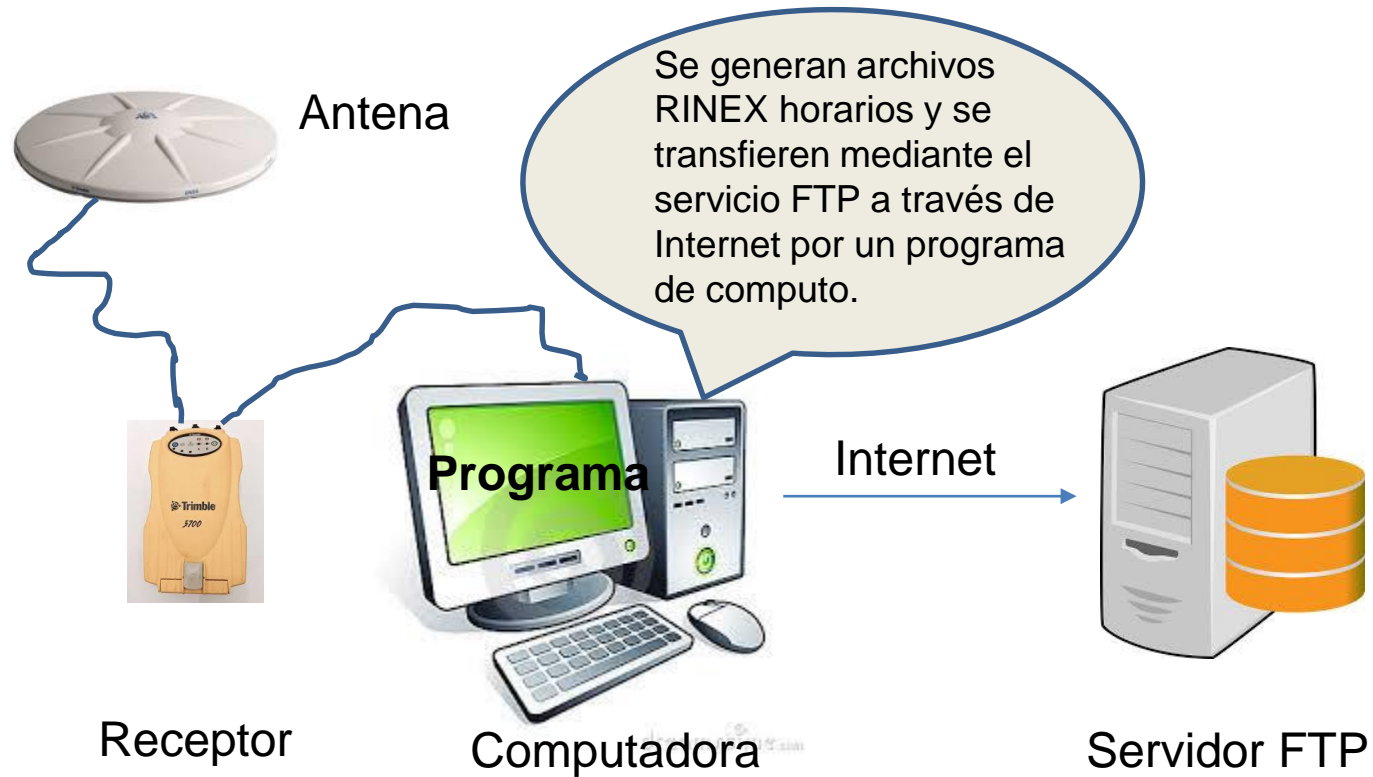 Antena
Se generan archivos
RINEX horarios y se
transfieren mediante el
servicio FTP a través de
Internet por un programa
de computo.
Programa
Internet
Trimble
5700
Receptor
Computadora
Servidor FTP